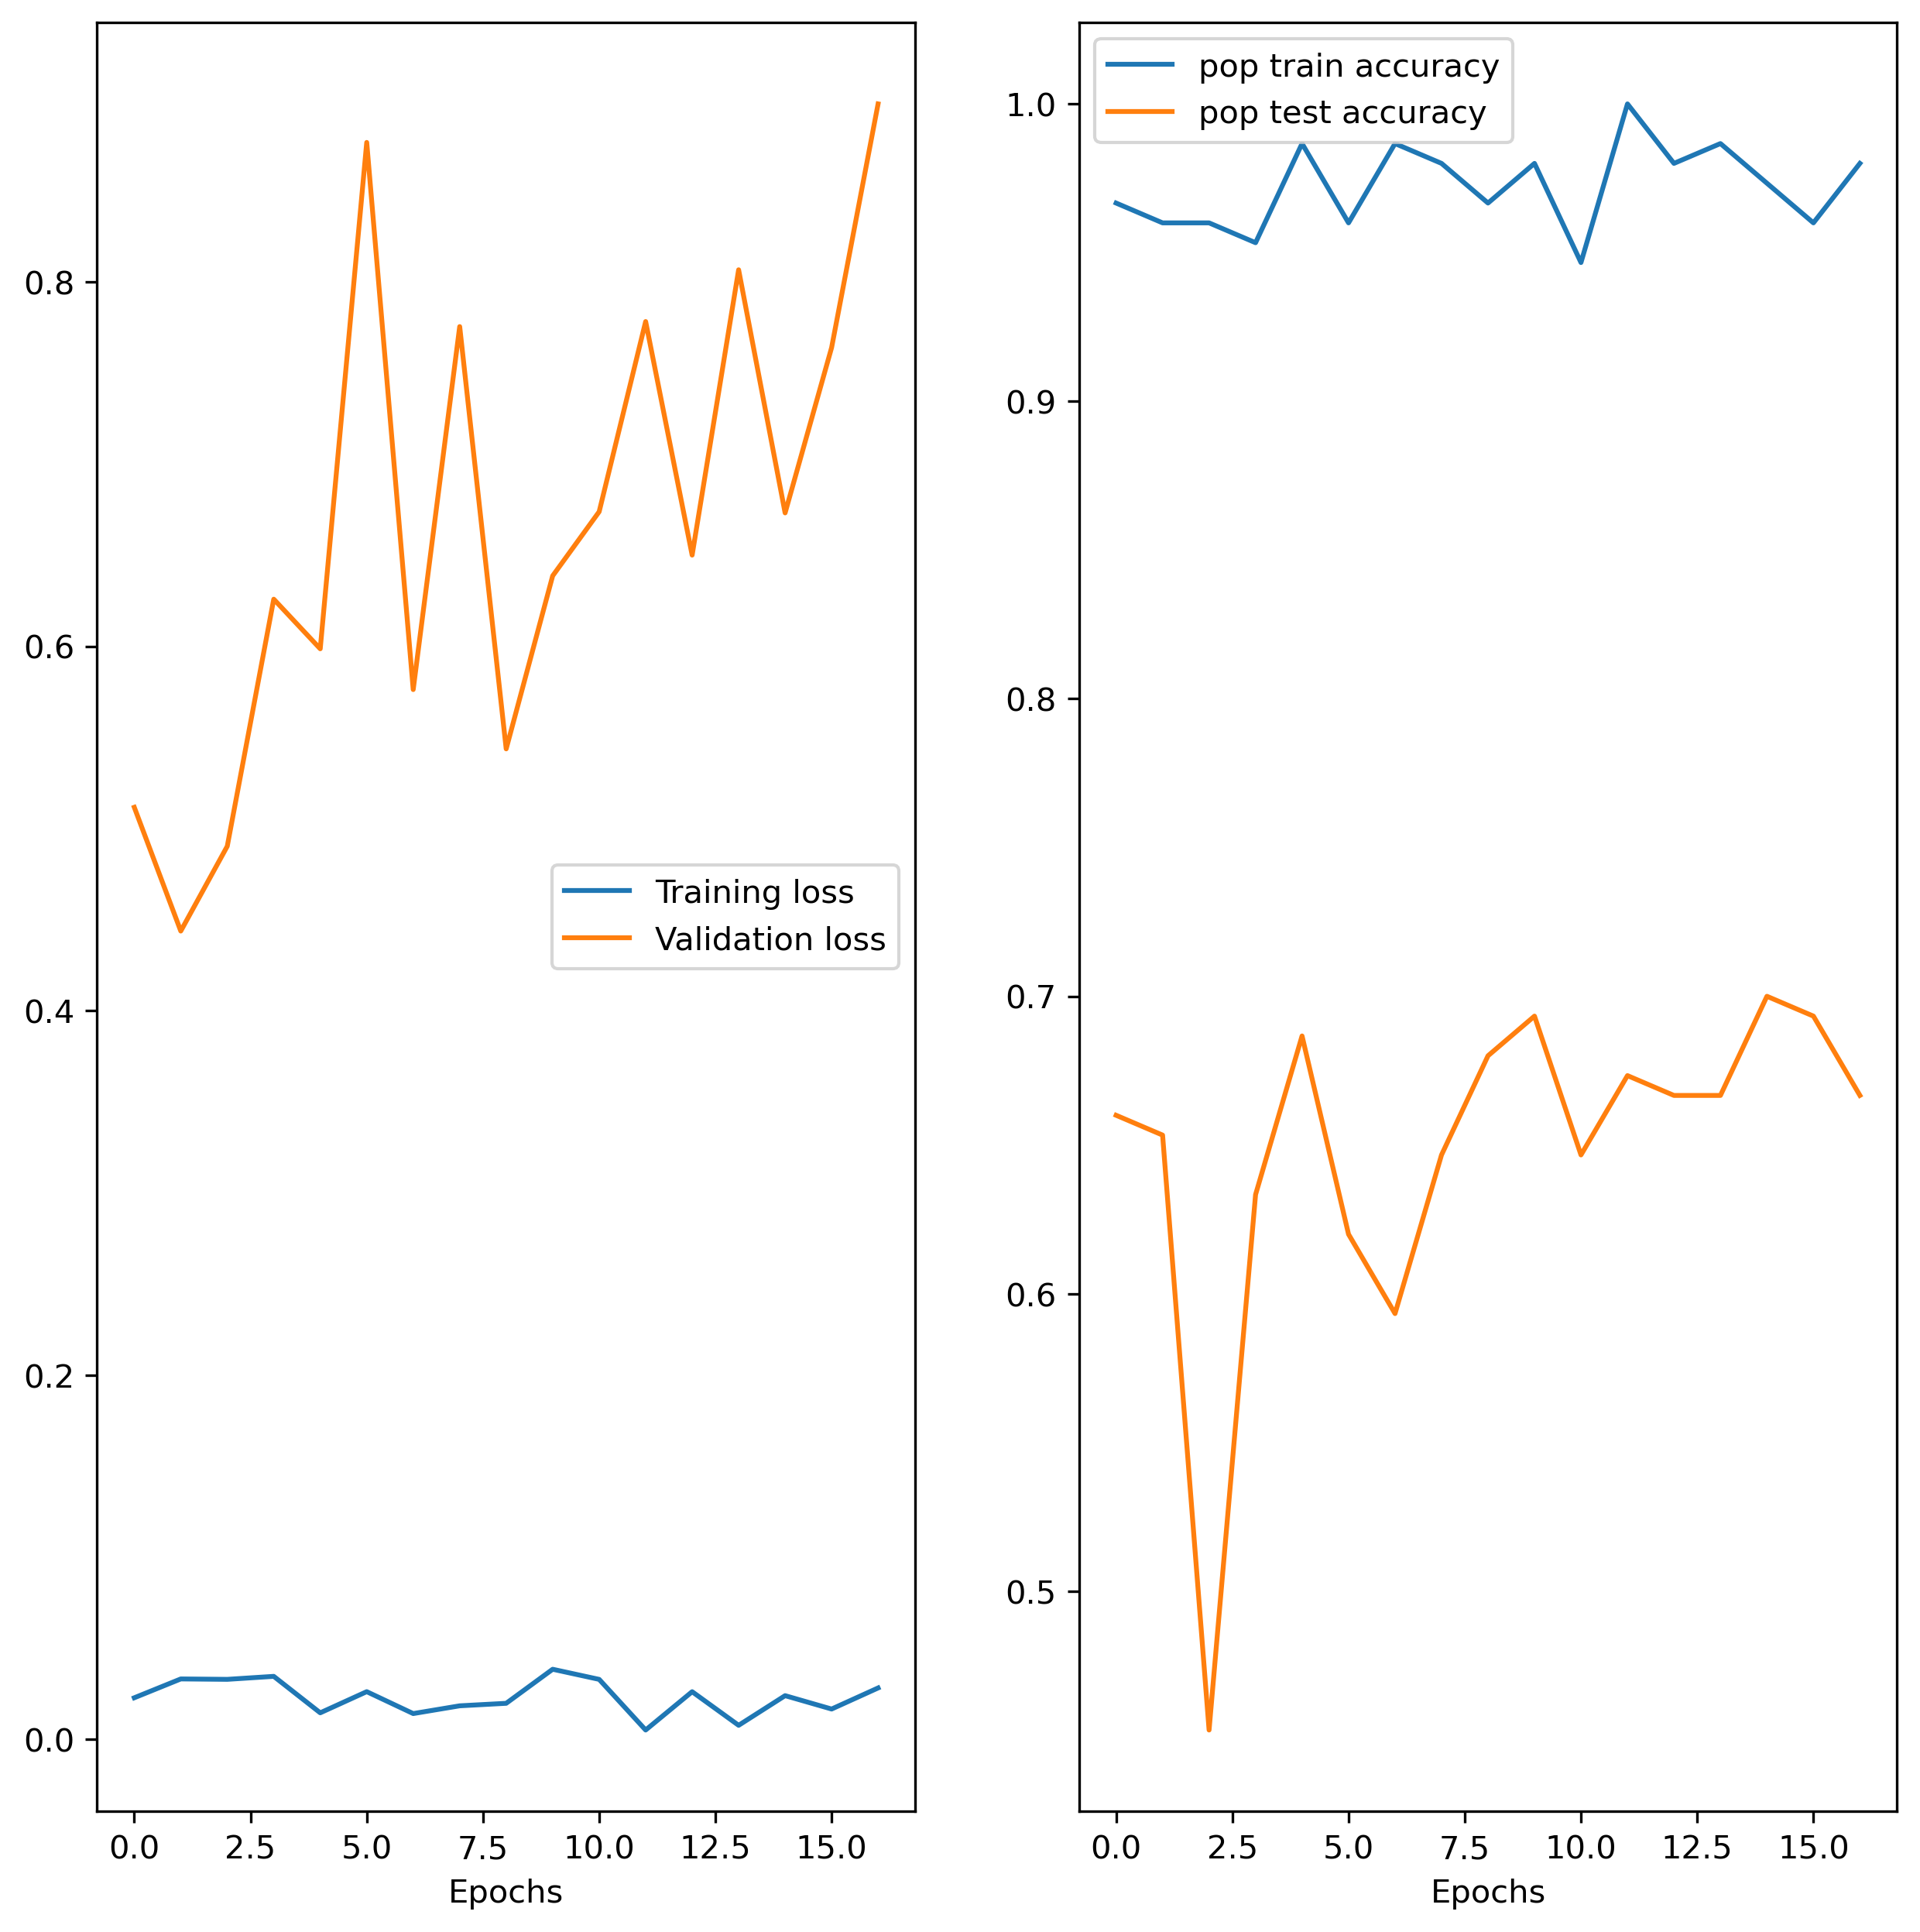 0.8
0.6
0.4
0.2
0.0
0.0 2.5 5.0 7.5 10.0 12.5 15.0
Epochs
Training loss
Validation loss
pop train accuracy
pop test accuracy
1.0
0.9
0.8
0.7
0.6
0.5
0.0 2.5 5.0 7.5 10.0 12.5 15.0
Epochs